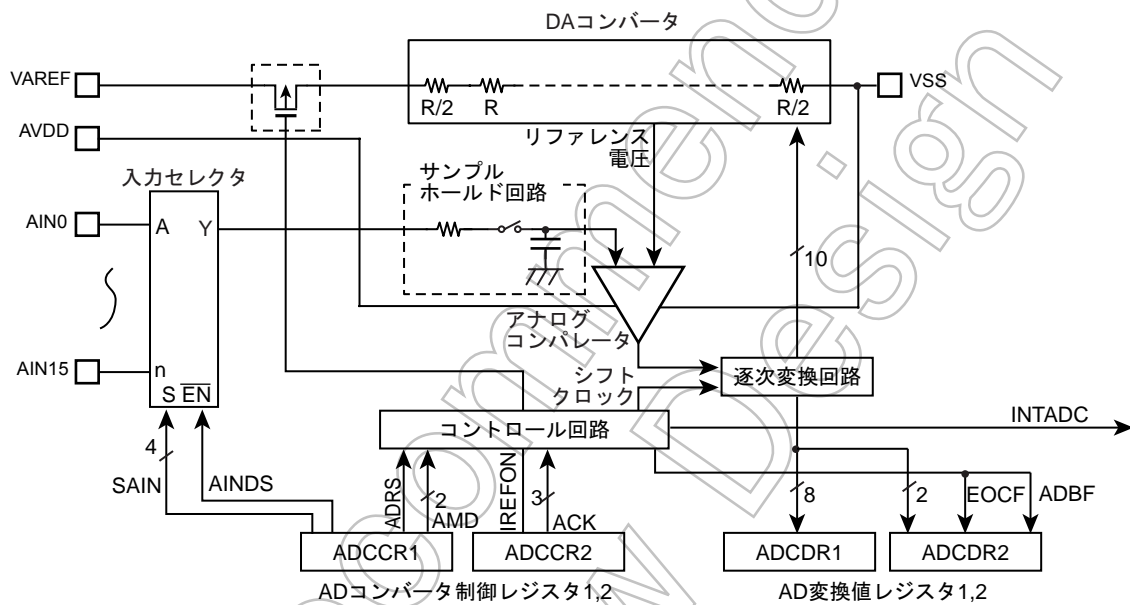 DAコンバータ
VAREF
VSS
R/2
R
R/2
AVDD
リファレンス
電圧
入力セレクタ
サンプル
ホールド回路
AIN0
A
Y
10
アナログ
コンパレータ
AIN15
n
S EN
シフト
クロック
逐次変換回路
コントロール回路
INTADC
4
SAIN
AINDS
ADRS
2
AMD
IREFON
3
ACK
8
2
EOCF
ADBF
ADCCR1
ADCCR2
ADCDR1
ADCDR2
ADコンバータ制御レジスタ1,2
AD変換値レジスタ1,2